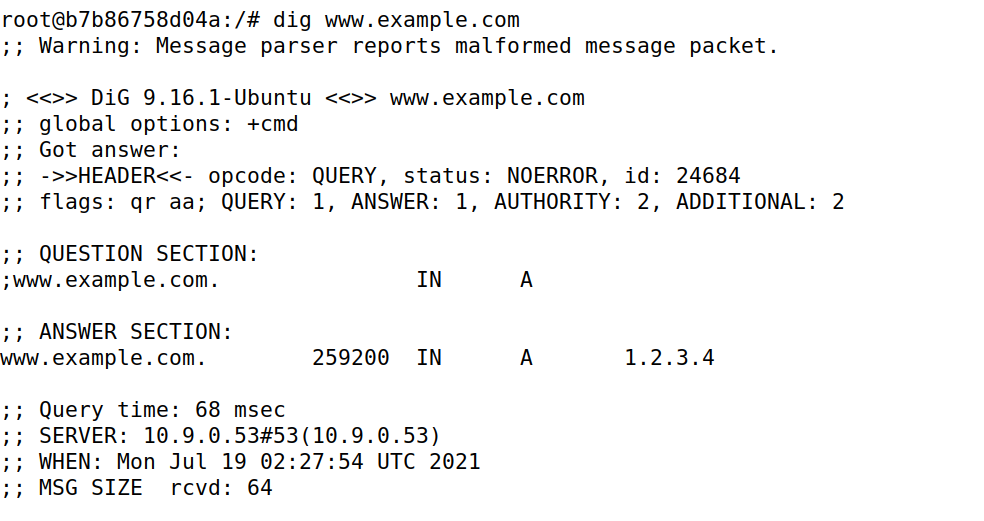 root@b7b86758d04a:/# dig www.example.com
;; Warning: Message parser reports malformed message packet.

; <<>> DiG 9.16.1-Ubuntu <<>> www.example.com
;; global options: +cmd
;; Got answer:
;; ->>HEADER<<- opcode: QUERY, status: NOERROR, id: 24684
;; flags: qr aa; QUERY: 1, ANSWER: 1, AUTHORITY: 2, ADDITIONAL: 2

;; QUESTION SECTION:
;www.example.com.               IN      A

;; ANSWER SECTION:
www.example.com.        259200  IN      A       1.2.3.4

;; Query time: 68 msec
;; SERVER: 10.9.0.53#53(10.9.0.53)
;; WHEN: Mon Jul 19 02:27:54 UTC 2021
;; MSG SIZE  rcvd: 64